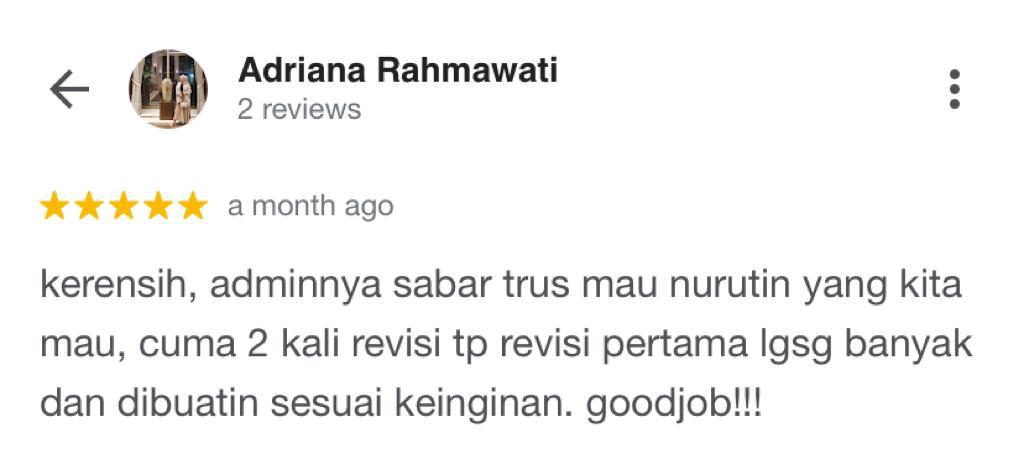 Adriana Rahmawati
2 reviews
a month ago
kerensih, adminnya sabar trus mau nurutin yang kita
mau, cuma 2 kali revisi tp revisi pertama lgsg banyak
dan dibuatin sesuai keinginan. goodjob!!!